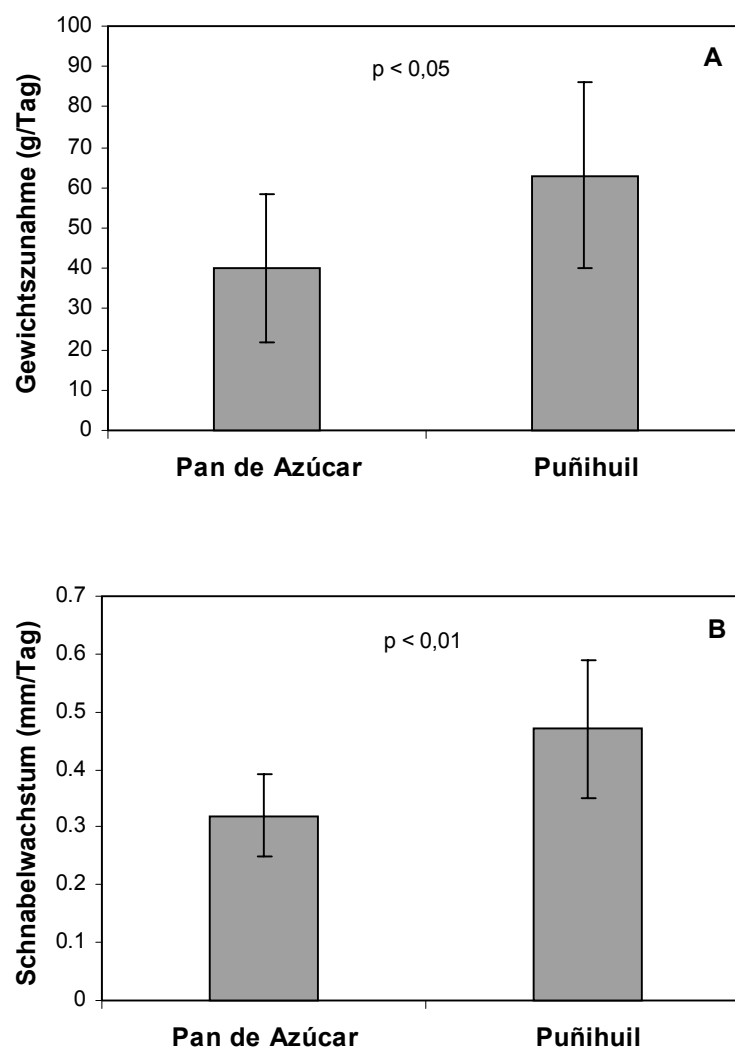 100
90
80
70
60
50
40
30
20
10
0
Gewichtszunahme (g/Tag)
p < 0,05
A
Pan de Azúcar
Puñihuil
0.7
0.6
0.5
0.4
0.3
0.2
0.1
0
Schnabelwachstum (mm/Tag)
p < 0,01
B
Pan de Azúcar
Puñihuil